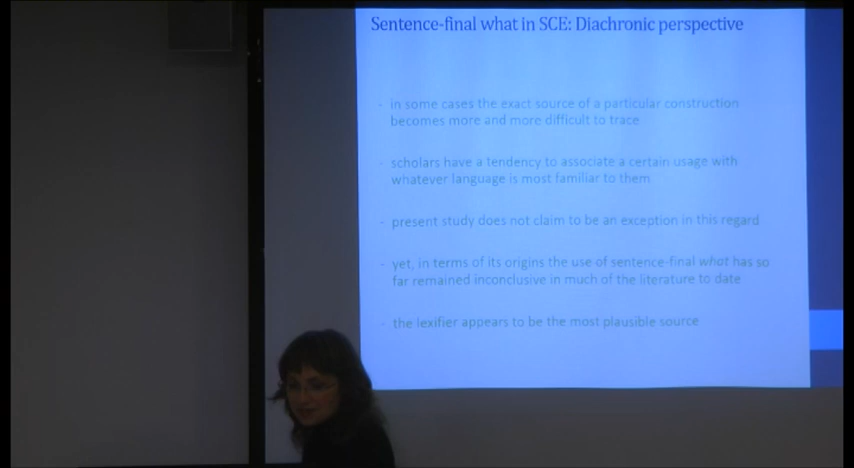 Sentence-final what in SCE: Diachronic perspective
- in some cases the exact source of a particular construction
becomes more and more difficult to trace
- scholars have a tendency to associate a certain usage with
whatever language is most familiar to them
- present study does not claim to be an exception in this regard
- yet, in terms of its origins the use of sentence-final what has so
far remained inconclusive in much of the literature to date
- the lexifier appears to be the most plausible source